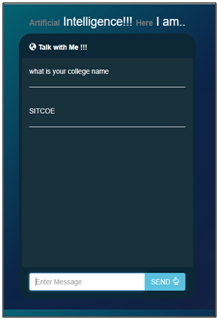 Artificial Intelligence!!! Here I am..
Talk with Me !!!
what is your college name
SITCOE
Enter Message
SEND